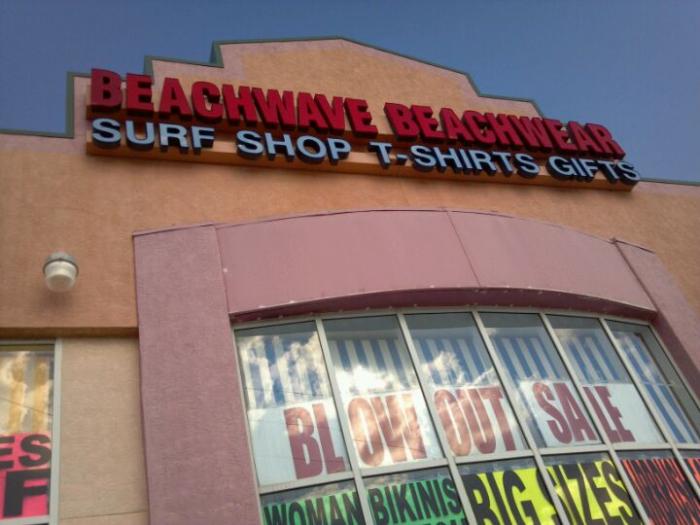 BEACHWAVE BEACHWEAR
SURF SHOP T-SHIRTS GIFTS
BLOW OUT SALE
WOMAN BIKINIS BIG SIZES